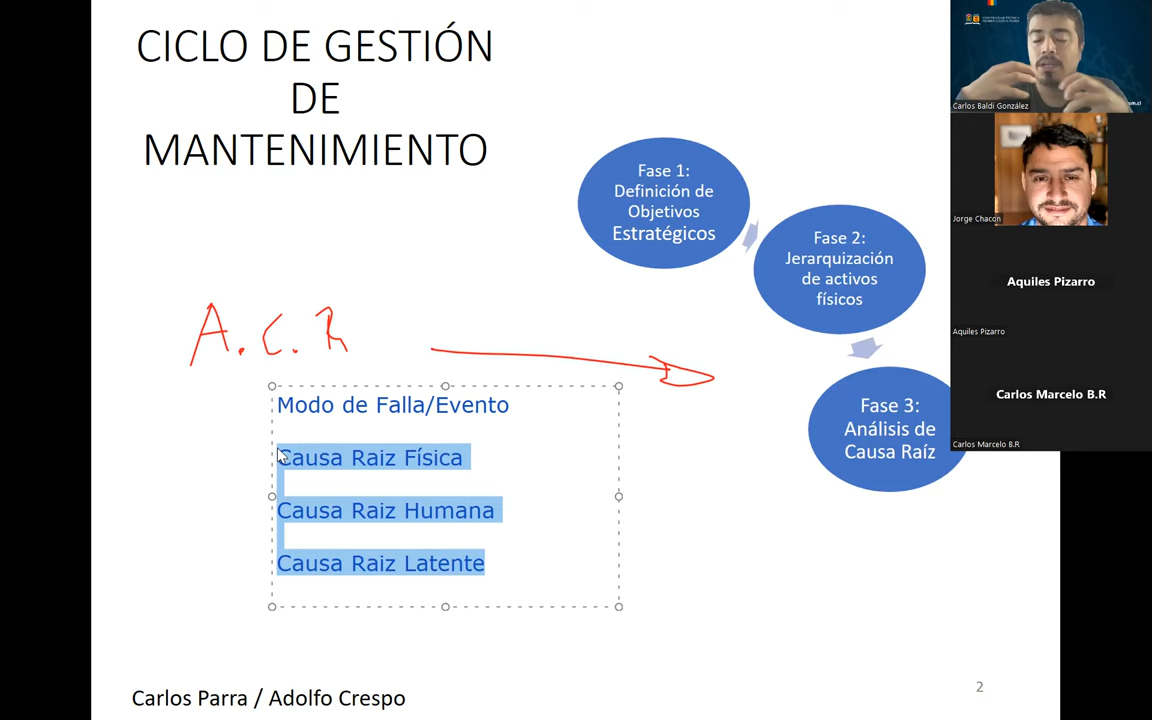 CICLO DE GESTIÓN
DE
MANTENIMIENTO
Fase 1:
Definición de
Objetivos
Estratégicos
Fase 2:
Jerarquización
de activos
físicos
Fase 3:
Análisis de
Causa Raíz
A.C.R
Modo de Falla/Evento
Causa Raiz Física
Causa Raiz Humana
Causa Raiz Latente
Carlos Parra / Adolfo Crespo
2
Carlos Baldi González
Jorge Chacon
Aquiles Pizarro
Aquiles Pizarro
Carlos Marcelo B.R
Carlos Marcelo B.R